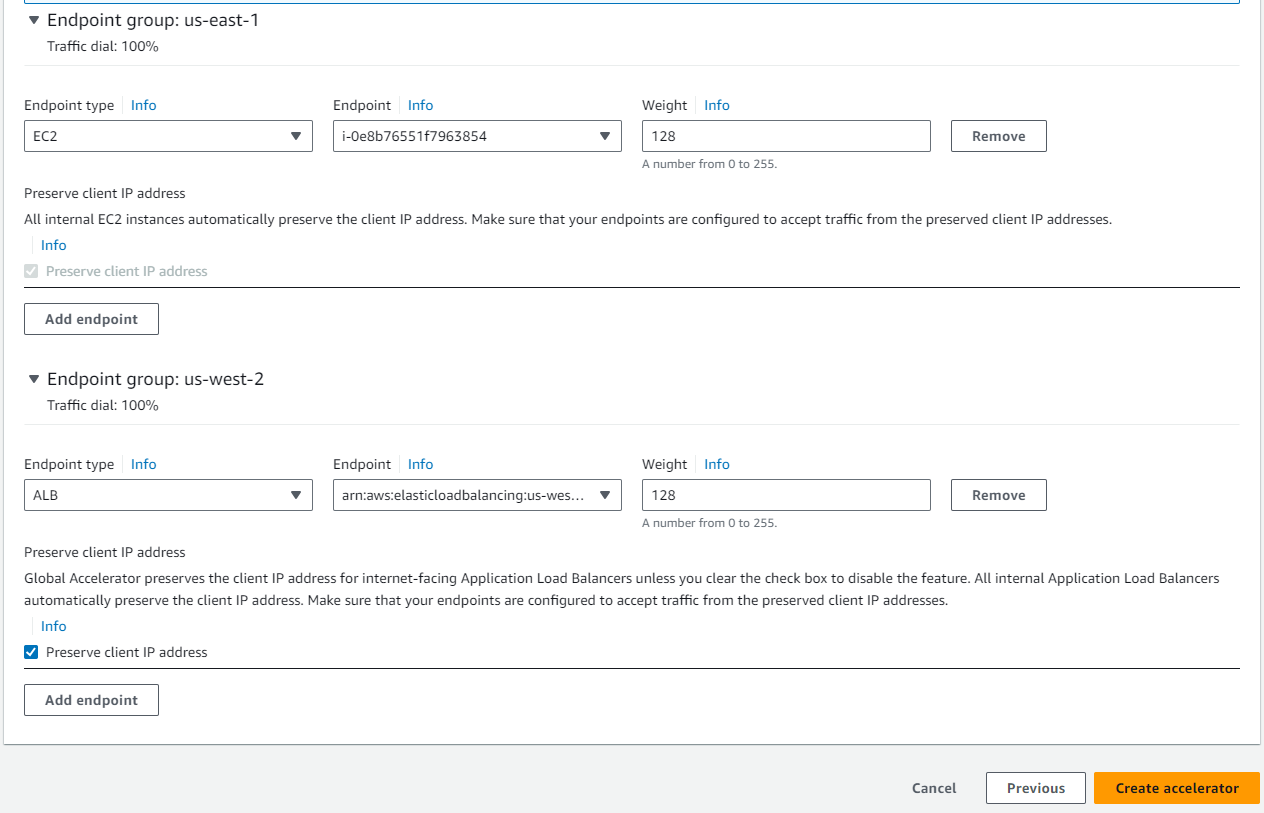 Endpoint group: us-east-1
Traffic dial: 100%
Endpoint type Info Endpoint Info Weight Info
EC2 i-0e8b76551f7963854 128 Remove
A number from 0 to 255.
Preserve client IP address
All internal EC2 instances automatically preserve the client IP address. Make sure that your endpoints are configured to accept traffic from the preserved client IP addresses.
Info
Preserve client IP address
Add endpoint
Endpoint group: us-west-2
Traffic dial: 100%
Endpoint type Info Endpoint Info Weight Info
ALB arn:aws:elasticloadbalancing:us-wes... 128 Remove
A number from 0 to 255.
Preserve client IP address
Global Accelerator preserves the client IP address for internet-facing Application Load Balancers unless you clear the check box to disable the feature. All internal Application Load Balancers
automatically preserve the client IP address. Make sure that your endpoints are configured to accept traffic from the preserved client IP addresses.
Info
Preserve client IP address
Add endpoint
Cancel Previous Create accelerator